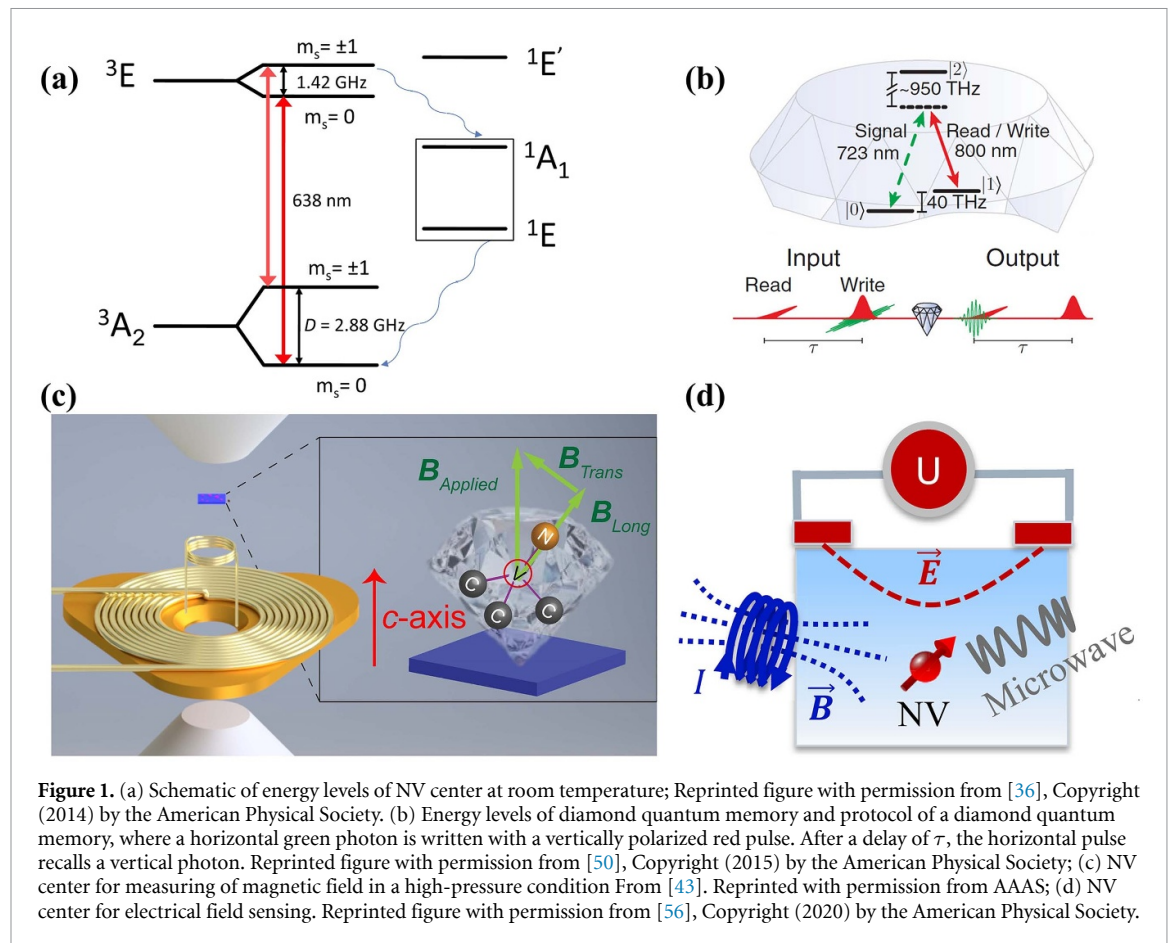 (a)
³E
mₛ= ±1
1.42 GHz
mₛ= 0
¹E'
¹A₁
¹E
638 nm
mₛ= ±1
³A₂
D = 2.88 GHz
mₛ= 0
(b)
|2⟩
~950 THz
Signal
723 nm
Read / Write
800 nm
|1⟩
|0⟩
40 THz
Input
Output
Read
Write
τ
τ
(c)
c-axis
B Applied
B Trans
B Long
N
V
C
C
C
(d)
U
E
I
B
NV
Microwave
Figure 1. (a) Schematic of energy levels of NV center at room temperature; Reprinted figure with permission from [36], Copyright
(2014) by the American Physical Society. (b) Energy levels of diamond quantum memory and protocol of a diamond quantum
memory, where a horizontal green photon is written with a vertically polarized red pulse. After a delay of τ, the horizontal pulse
recalls a vertical photon. Reprinted figure with permission from [50], Copyright (2015) by the American Physical Society; (c) NV
center for measuring of magnetic field in a high-pressure condition From [43]. Reprinted with permission from AAAS; (d) NV
center for electrical field sensing. Reprinted figure with permission from [56], Copyright (2020) by the American Physical Society.